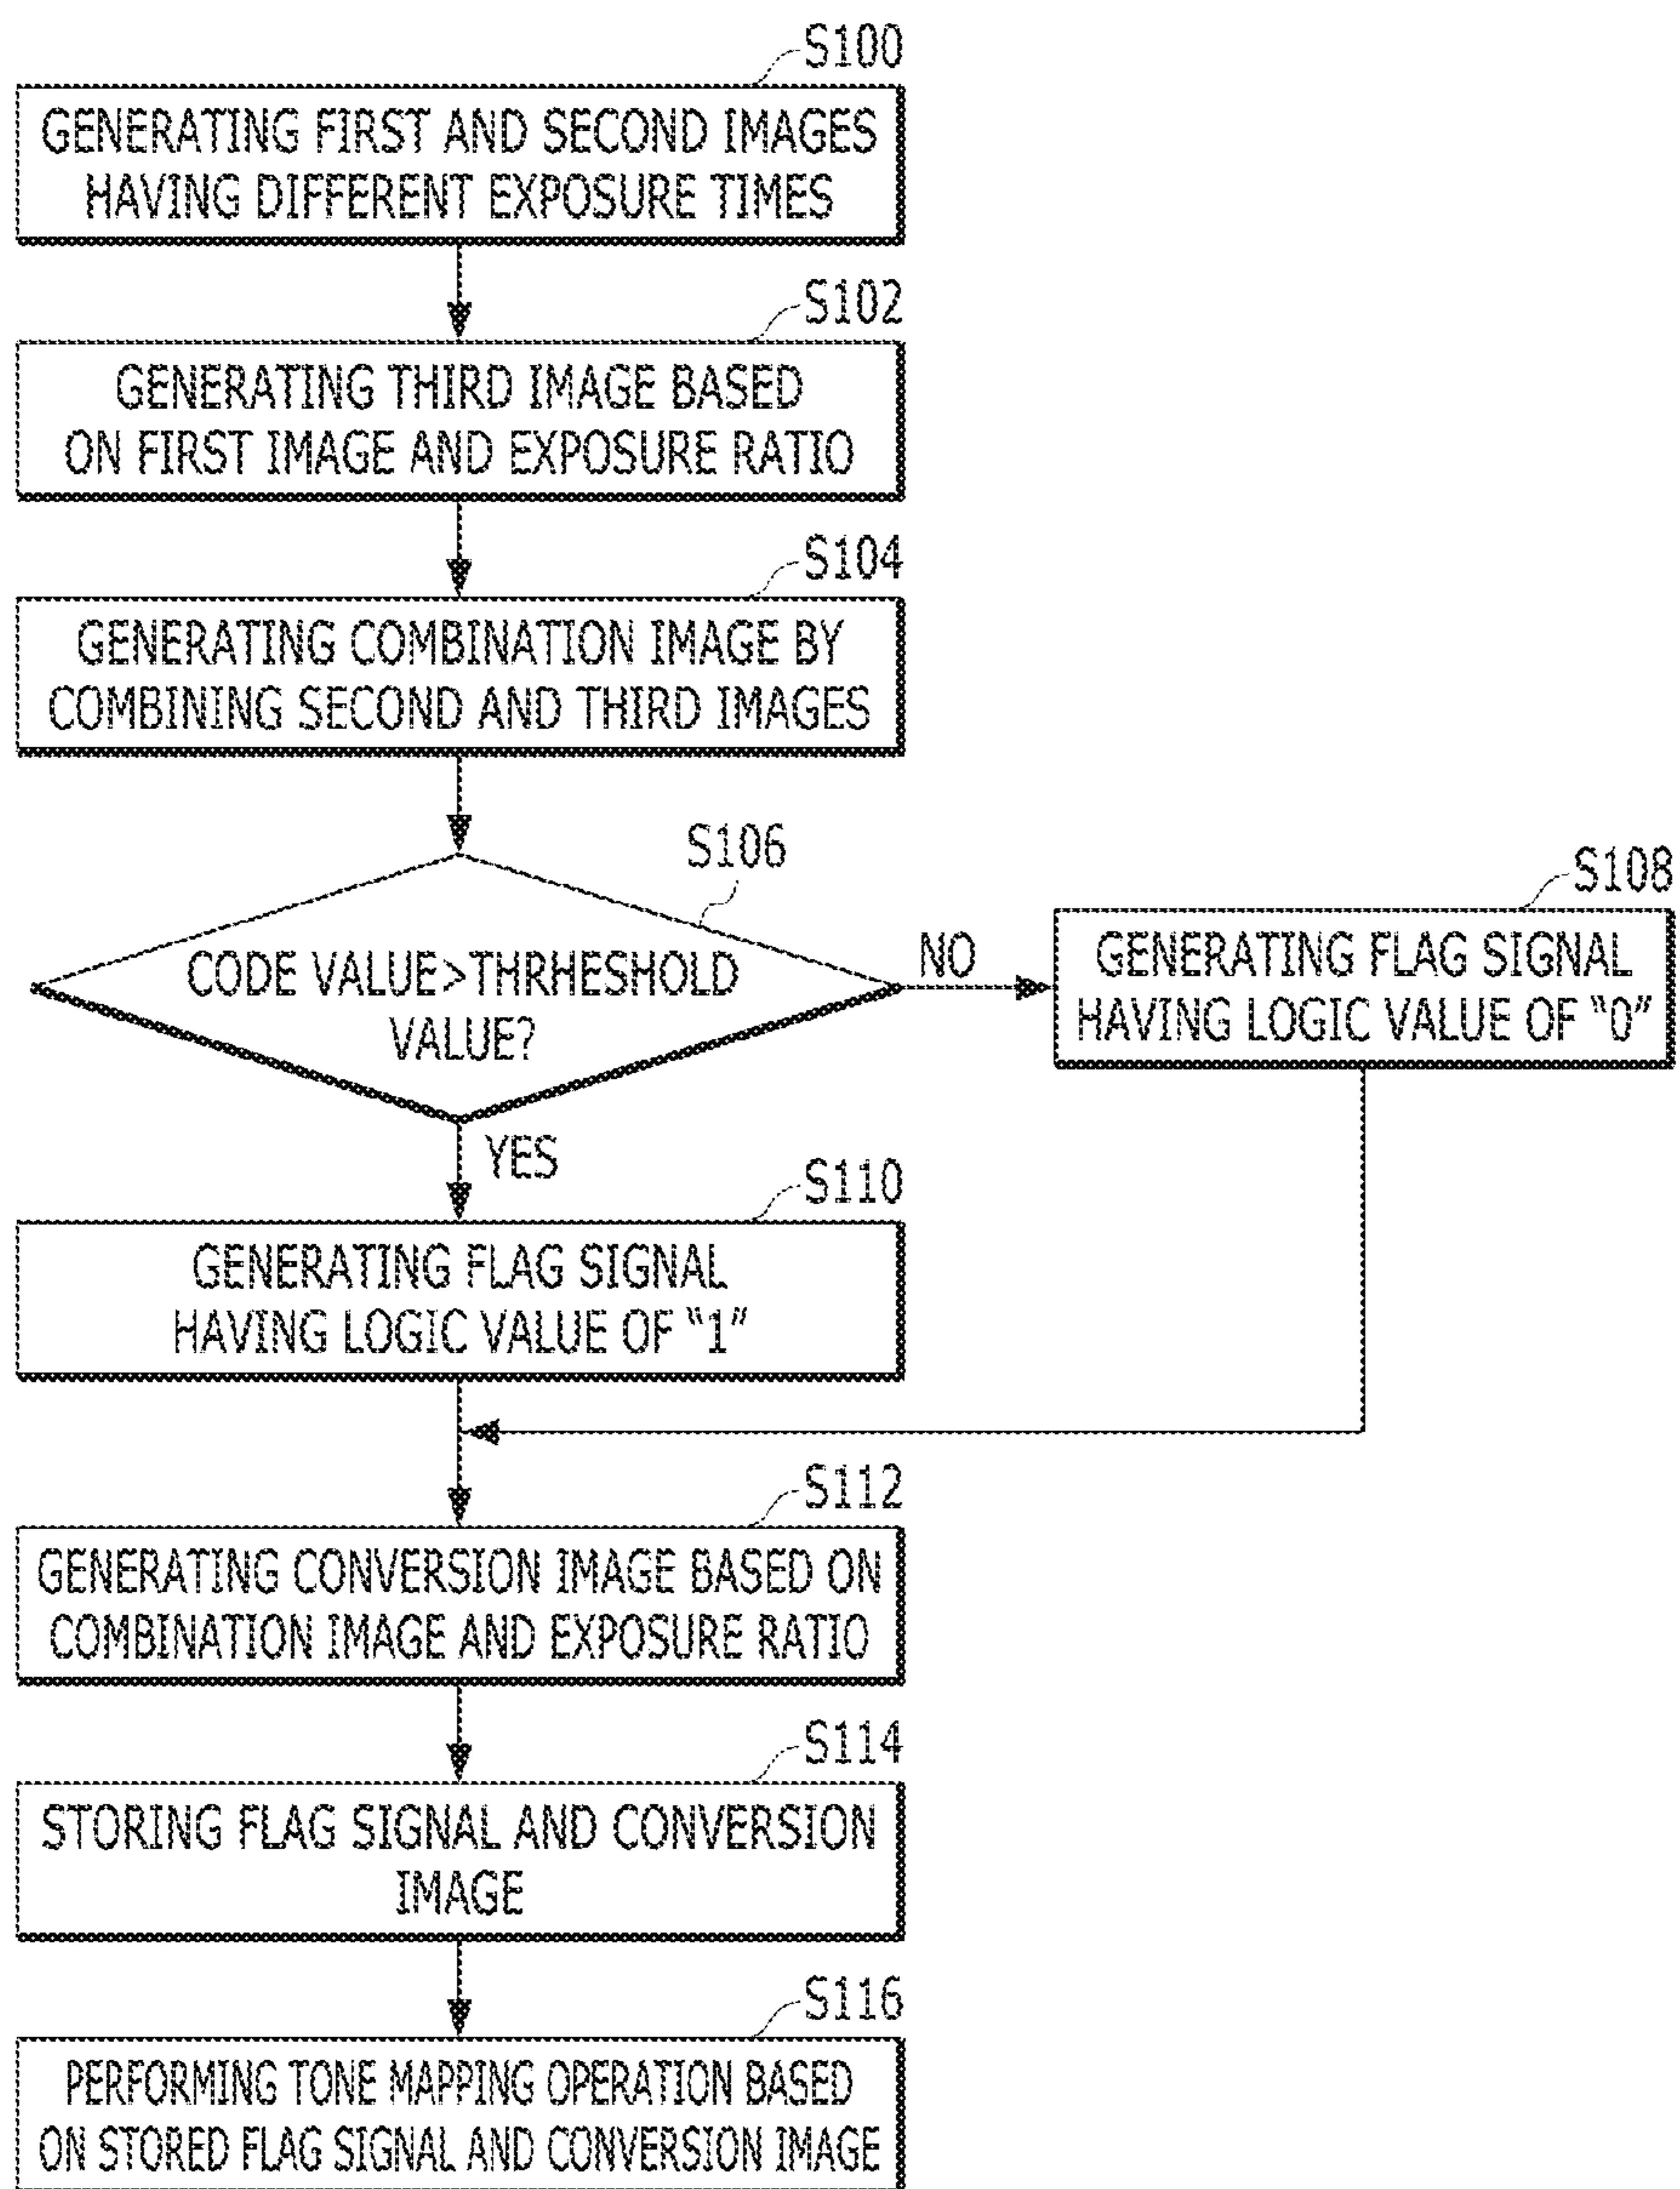 S100
GENERATING FIRST AND SECOND IMAGES
HAVING DIFFERENT EXPOSURE TIMES
S102
GENERATING THIRD IMAGE BASED
ON FIRST IMAGE AND EXPOSURE RATIO
S104
GENERATING COMBINATION IMAGE BY
COMBINING SECOND AND THIRD IMAGES
S106
CODE VALUE>THRHESHOLD
VALUE?
NO
S108
GENERATING FLAG SIGNAL
HAVING LOGIC VALUE OF “0”
YES
S110
GENERATING FLAG SIGNAL
HAVING LOGIC VALUE OF “1”
S112
GENERATING CONVERSION IMAGE BASED ON
COMBINATION IMAGE AND EXPOSURE RATIO
S114
STORING FLAG SIGNAL AND CONVERSION
IMAGE
S116
PERFORMING TONE MAPPING OPERATION BASED
ON STORED FLAG SIGNAL AND CONVERSION IMAGE